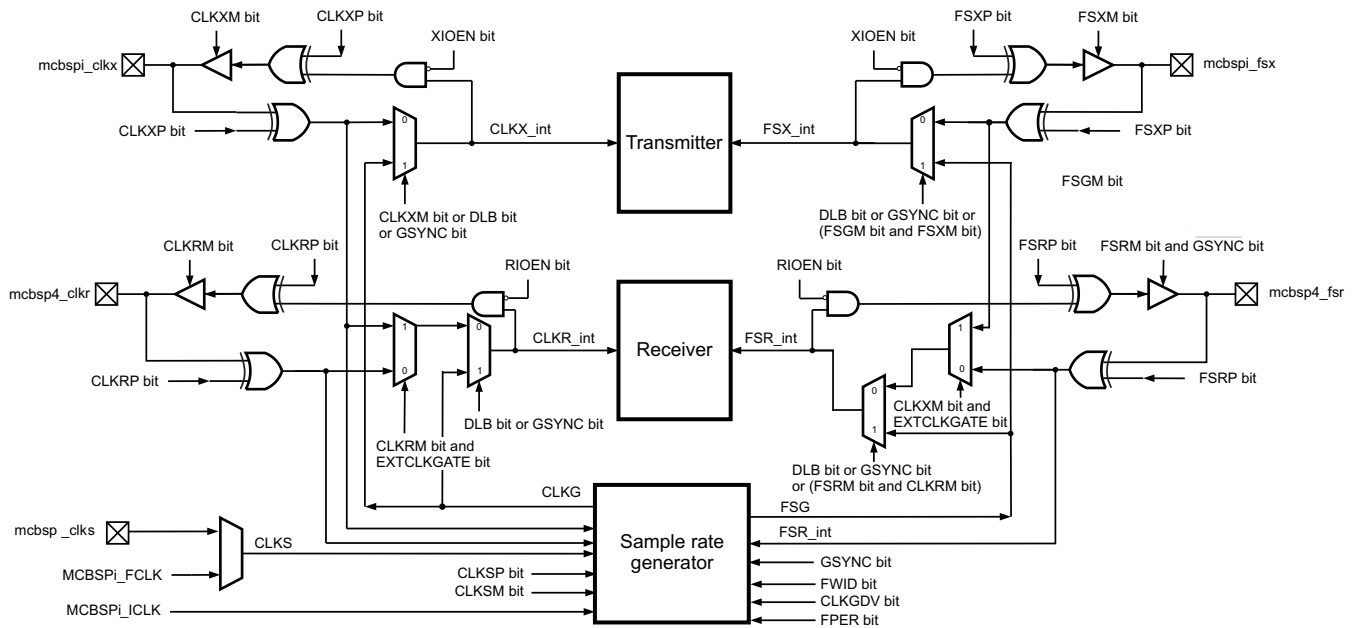 CLKXM bit
CLKXP bit
XIOEN bit
mcbspi_clkx
CLKXP bit
0
1
CLKX_int
CLKXM bit or DLB bit
or GSYNC bit
Transmitter
FSXP bit
FSXM bit
XIOEN bit
mcbspi_fsx
FSX_int
0
1
FSXP bit
FSGM bit
DLB bit or GSYNC bit or
(FSGM bit and FSXM bit)
CLKRM bit
CLKRP bit
RIOEN bit
mcbsp4_clkr
CLKRP bit
1
0
0
1
CLKR_int
DLB bit or GSYNC bit
CLKRM bit and
EXTCLKGATE bit
Receiver
FSRP bit
FSRM bit and GSYNC bit
RIOEN bit
mcbsp4_fsr
FSR_int
1
0
0
1
FSRP bit
CLKXM bit and
EXTCLKGATE bit
DLB bit or GSYNC bit
or (FSRM bit and CLKRM bit)
CLKG
FSG
mcbsp _clks
CLKS
MCBSPi_FCLK
CLKSP bit
CLKSM bit
MCBSPi_ICLK
Sample rate
generator
FSR_int
GSYNC bit
FWID bit
CLKGDV bit
FPER bit